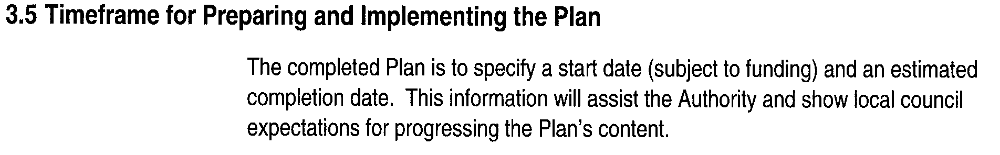 3.5 Timeframe for Preparing and Implementing the Plan
The completed Plan is to specify a start date (subject to funding) and an estimated
completion date.  This information will assist the Authority and show local council
expectations for progressing the Plan's content.